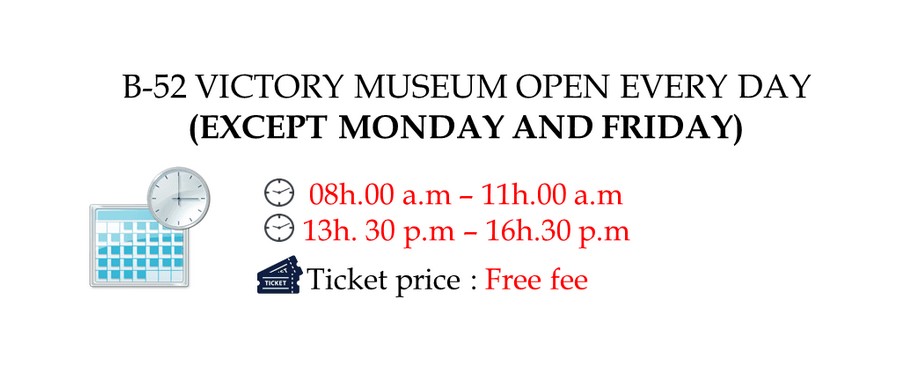 B-52 VICTORY MUSEUM OPEN EVERY DAY
(EXCEPT MONDAY AND FRIDAY)
08h.00 a.m – 11h.00 a.m
13h. 30 p.m – 16h.30 p.m
TICKET
Ticket price : Free fee